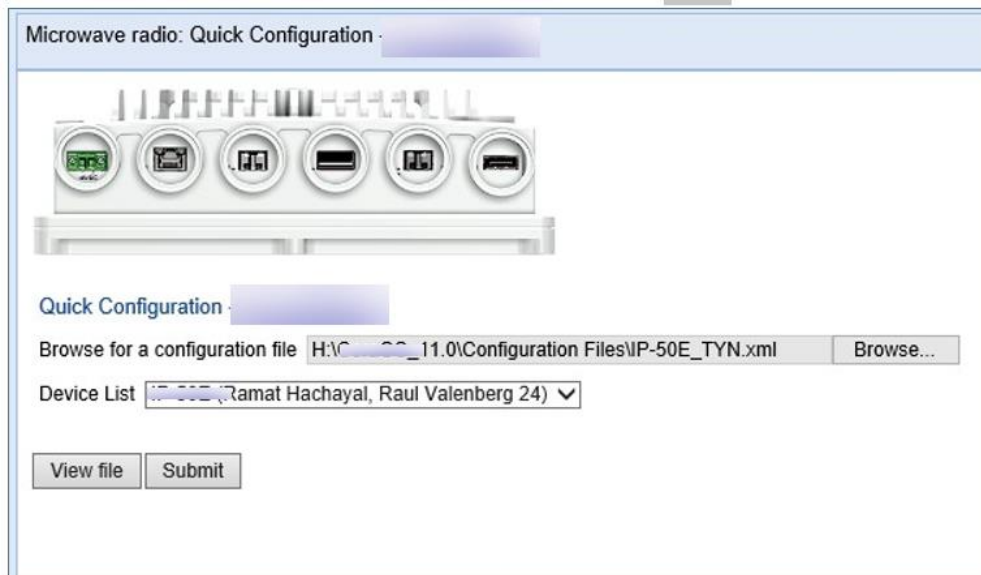 Microwave radio: Quick Configuration -
Quick Configuration -
Browse for a configuration file H:\ _11.0\Configuration Files\IP-50E_TYN.xml Browse...
Device List (Ramat Hachayal, Raul Valenberg 24)
View file Submit